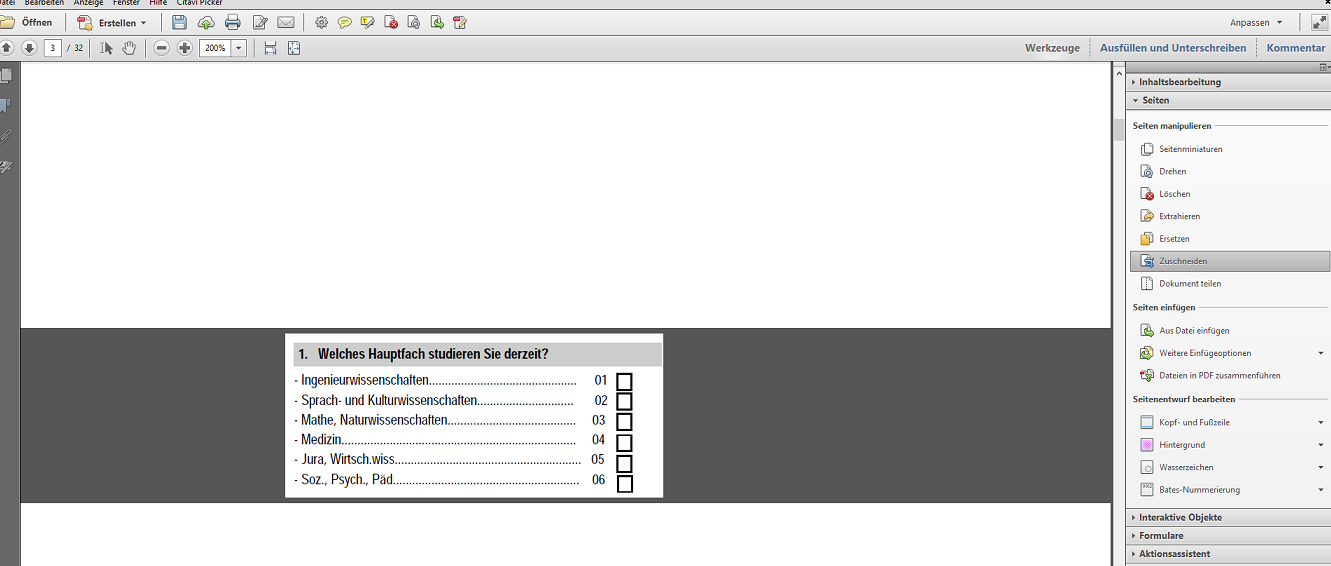 Datei Bearbeiten Anzeige Fenster Hilfe Citavi Picker
Öffnen Erstellen Anpassen
3 / 32 200% Werkzeuge Ausfüllen und Unterschreiben Kommentar
Inhaltsbearbeitung
Seiten
Seiten manipulieren
Seitenminiaturen
Drehen
Löschen
Extrahieren
Ersetzen
Zuschneiden
Dokument teilen
Seiten einfügen
Aus Datei einfügen
Weitere Einfügeoptionen
Dateien in PDF zusammenführen
Seitenentwurf bearbeiten
Kopf- und Fußzeile
Hintergrund
Wasserzeichen
Bates-Nummerierung
Interaktive Objekte
Formulare
Aktionsassistent
1. Welches Hauptfach studieren Sie derzeit?
- Ingenieurwissenschaften.............................................. 01
- Sprach- und Kulturwissenschaften.............................. 02
- Mathe, Naturwissenschaften........................................ 03
- Medizin......................................................................... 04
- Jura, Wirtsch.wiss.......................................................... 05
- Soz., Psych., Päd.......................................................... 06